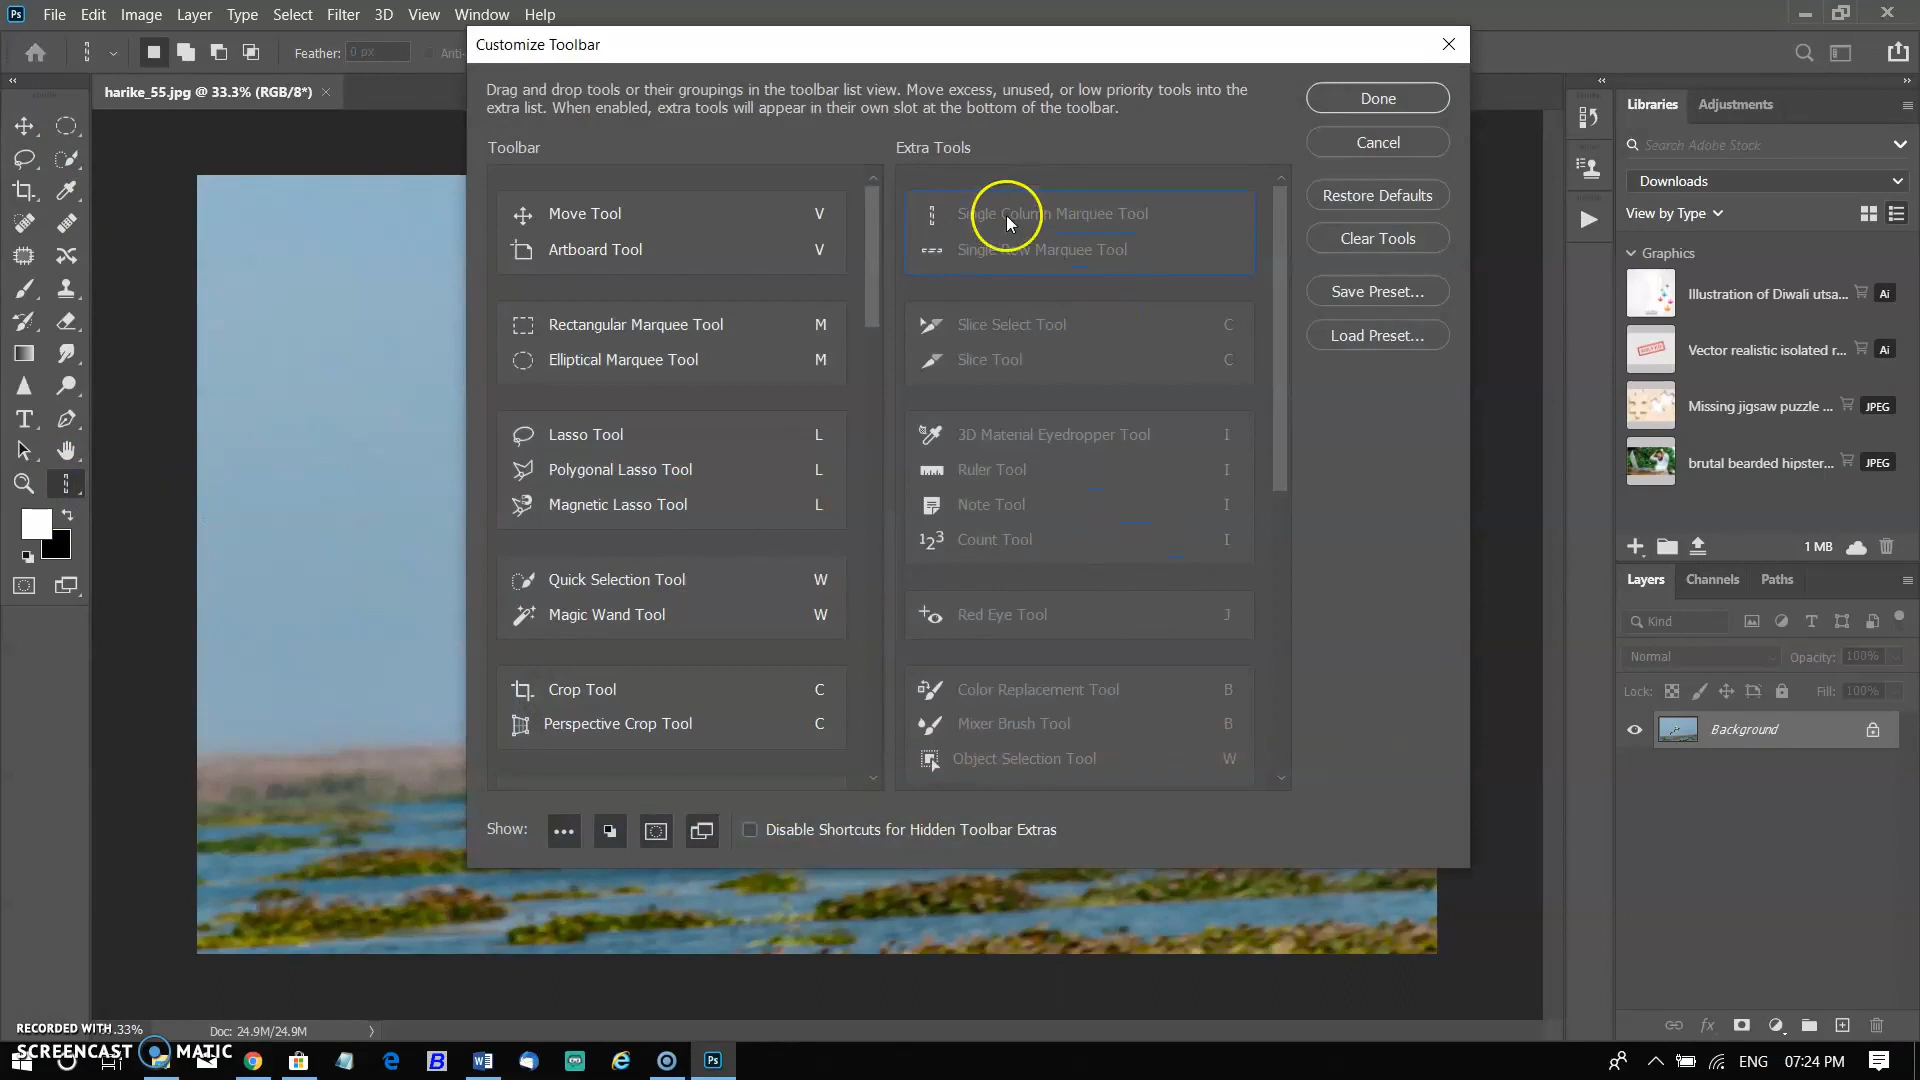 Ps File Edit Image Layer Type Select Filter 3D View Window Help
Feather: 0 px Anti-
harike_55.jpg @ 33.3% (RGB/8*)
Customize Toolbar
Drag and drop tools or their groupings in the toolbar list view. Move excess, unused, or low priority tools into the
extra list. When enabled, extra tools will appear in their own slot at the bottom of the toolbar.
Toolbar
Move Tool V
Artboard Tool V
Rectangular Marquee Tool M
Elliptical Marquee Tool M
Lasso Tool L
Polygonal Lasso Tool L
Magnetic Lasso Tool L
Quick Selection Tool W
Magic Wand Tool W
Crop Tool C
Perspective Crop Tool C
Extra Tools
Single Column Marquee Tool
Single Row Marquee Tool
Slice Select Tool C
Slice Tool C
3D Material Eyedropper Tool I
Ruler Tool I
Note Tool I
Count Tool I
Red Eye Tool J
Color Replacement Tool B
Mixer Brush Tool B
Object Selection Tool W
Done
Cancel
Restore Defaults
Clear Tools
Save Preset...
Load Preset...
Show:
Disable Shortcuts for Hidden Toolbar Extras
Libraries Adjustments
Search Adobe Stock
Downloads
View by Type
Graphics
Illustration of Diwali utsa... Ai
Vector realistic isolated r... Ai
Missing jigsaw puzzle ... JPEG
brutal bearded hipster... JPEG
1 MB
Layers Channels Paths
Kind
Normal Opacity: 100%
Lock: Fill: 100%
Background
fx
RECORDED WITH
SCREENCAST MATIC
.33% Doc: 24.9M/24.9M
ENG 07:24 PM